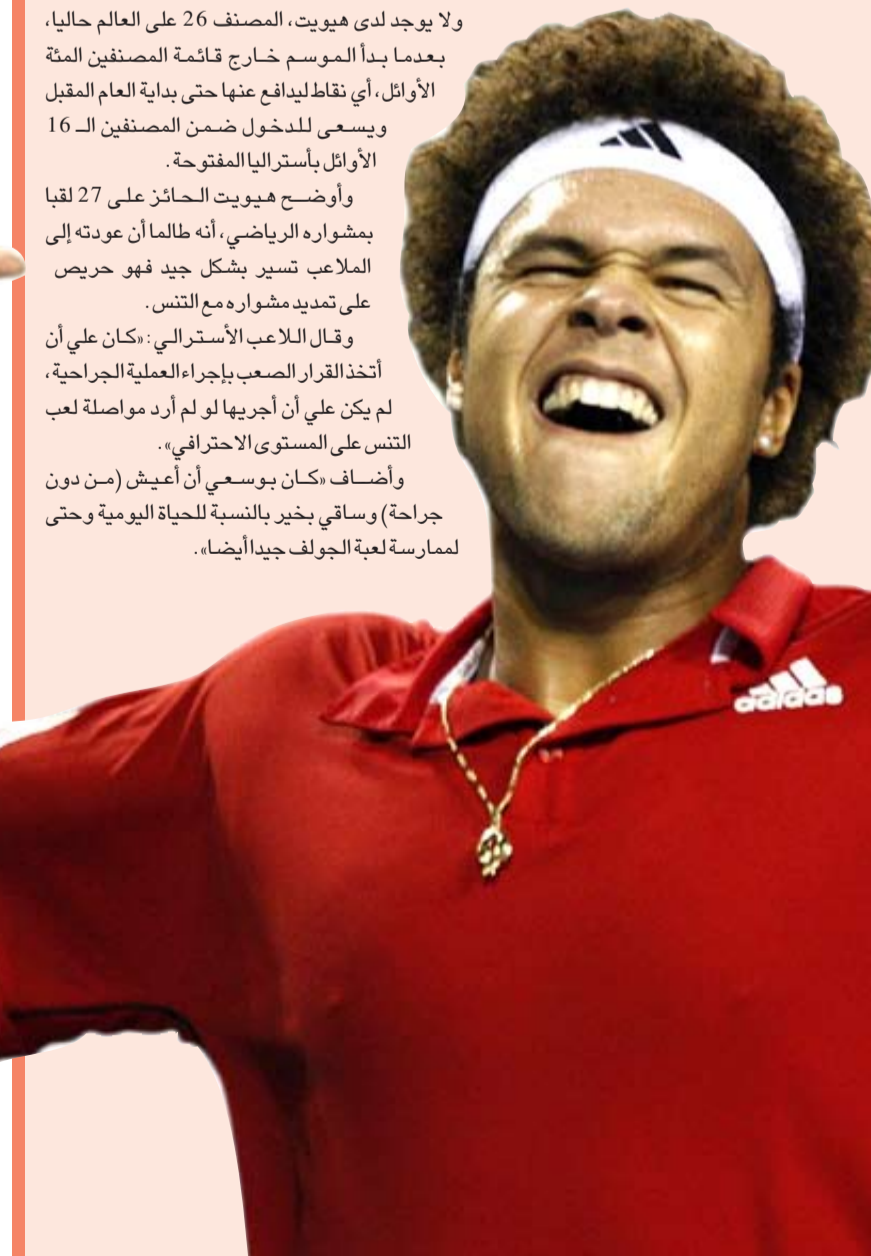 ولا يوجد لدى هيويت، المصنف 26 على العالم حاليا،
بعدما بدأ الموسم خارج قائمة المصنفين المئة
الأوائل، أي نقاط ليدافع عنها حتى بداية العام المقبل
ويسعى للدخول ضمن المصنفين الـ 16
الأوائل بأستراليا المفتوحة.
وأوضح هيويت الحائز على 27 لقبا
بمشواره الرياضي، أنه طالما أن عودته إلى
الملاعب تسير بشكل جيد فهو حريص
على تمديد مشواره مع التنس.
وقال اللاعب الأسترالي: «كان علي أن
أتخذ القرار الصعب بإجراء العملية الجراحية،
لم يكن علي أن أجريها لو لم أرد مواصلة لعب
التنس على المستوى الاحترافي».
وأضاف «كان بوسعي أن أعيش (من دون
جراحة) وساقي بخير بالنسبة للحياة اليومية وحتى
لممارسة لعبة الجولف جيدا أيضا».
adidas